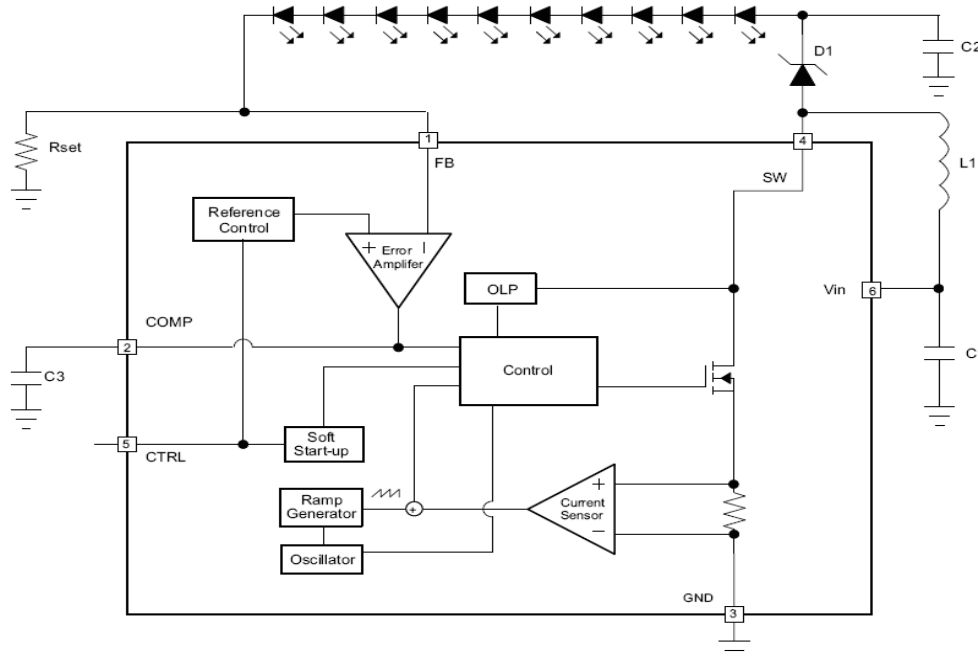 D1
C2
Rset
1
FB
4
SW
L1
Reference
Control
+
−
Error
Amplifer
OLP
Vin
6
COMP
2
Control
C
C3
5
CTRL
Soft
Start-up
Ramp
Generator
+
+
Current
Sensor
−
Oscillator
GND
3